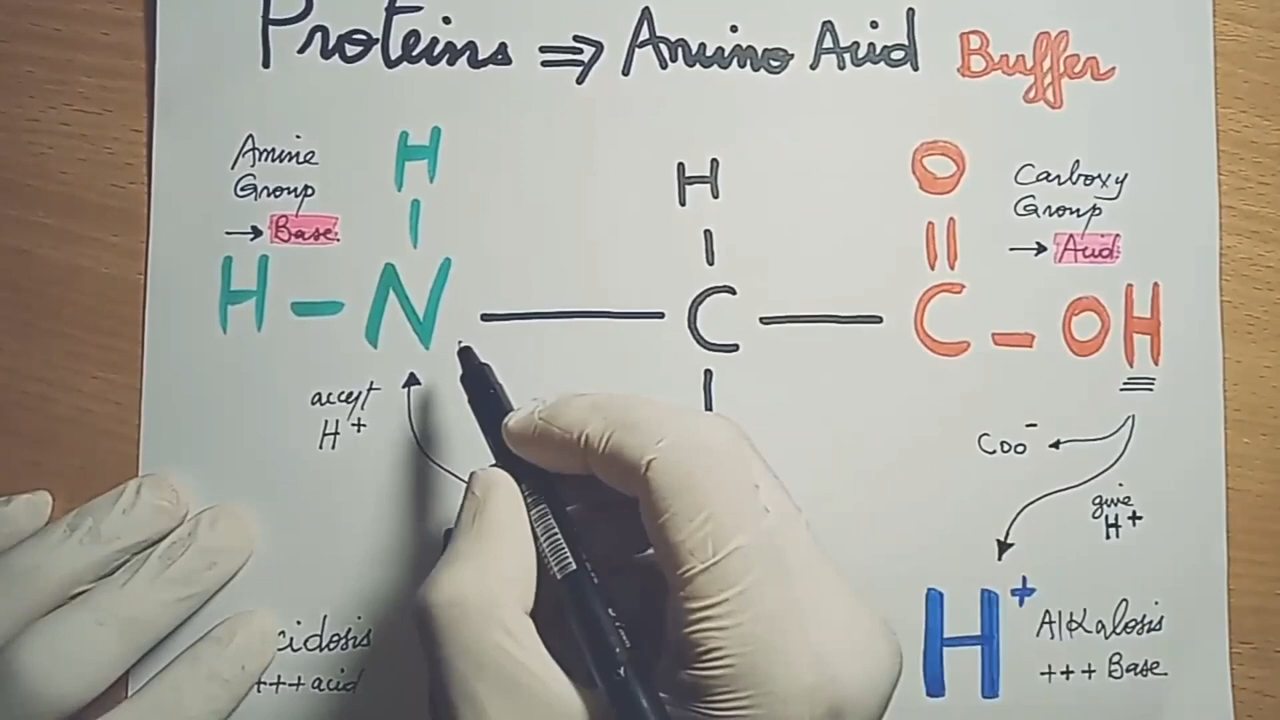 Proteins ⇒ Amino Acid Buffer
Amine
Group
→ Base
H
H – N — C — C – OH
H
O
Carboxy
Group
→ Acid
accept
H+
COO-
give
H+
H+
cidosis
+++ acid
Alkalosis
+++ Base